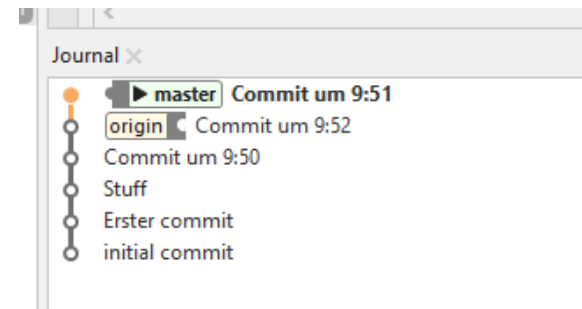 Journal
master Commit um 9:51
origin Commit um 9:52
Commit um 9:50
Stuff
Erster commit
initial commit